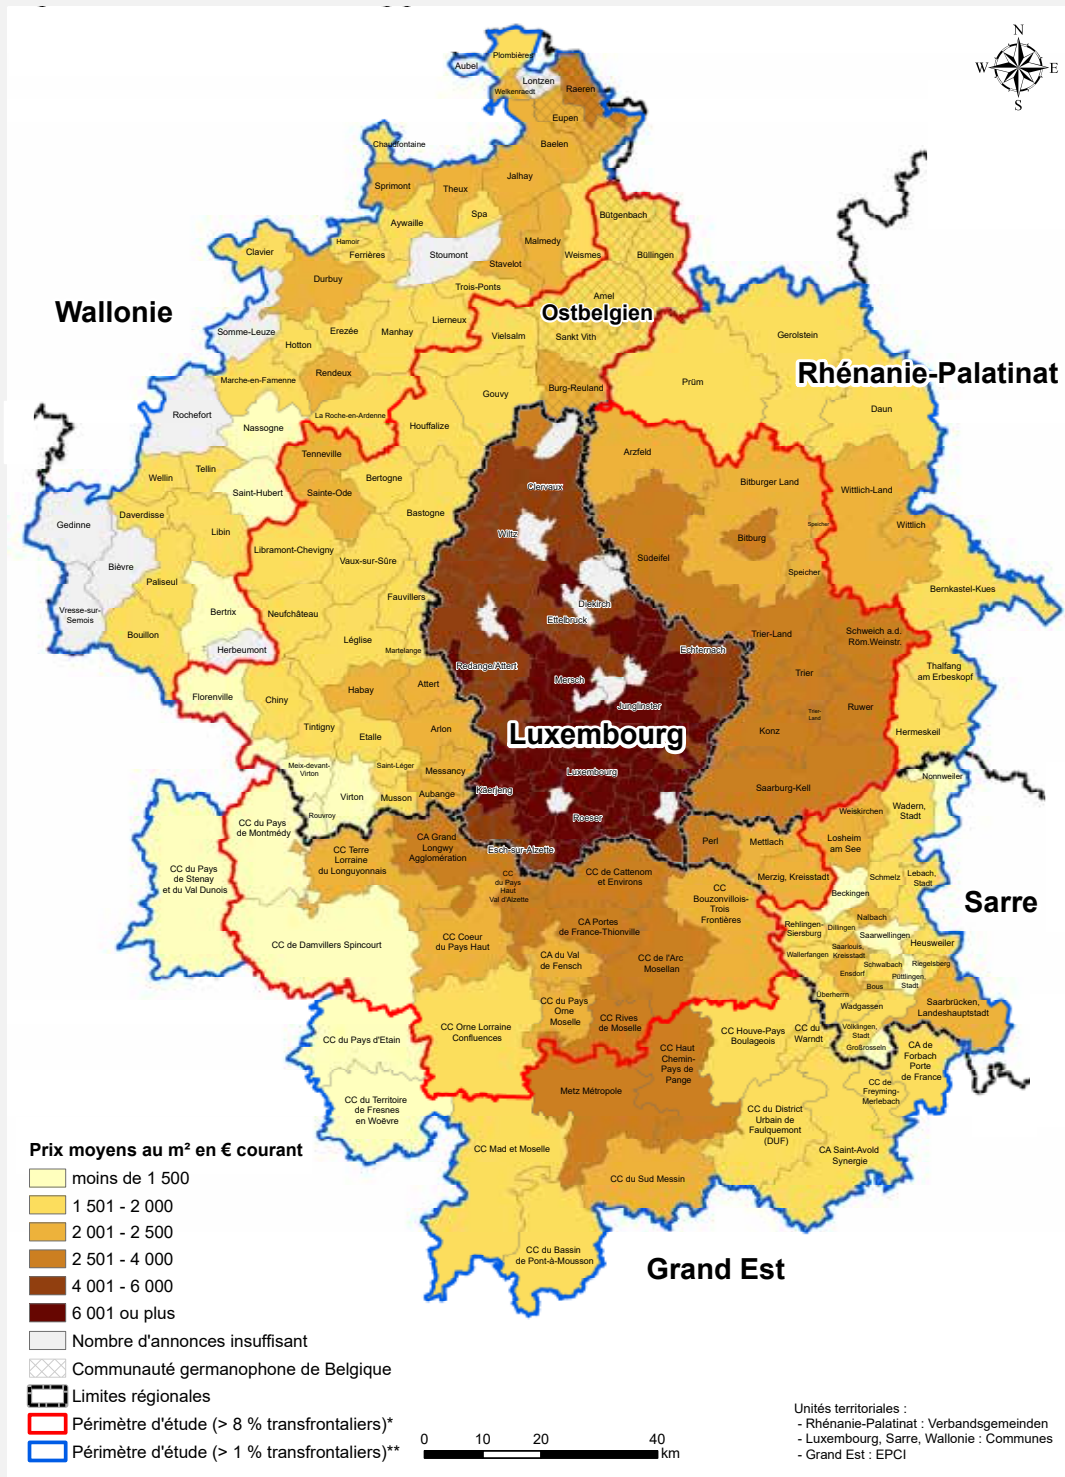 N
W E
S
Plombières
Aubel
Lontzen
Welkenraedt
Raeren
Eupen
Baelen
Chaudfontaine
Jalhay
Sprimont
Theux
Spa
Aywaille
Bütgenbach
Hamoir
Ferrières
Malmedy
Clavier
Stoumont
Weismes
Büllingen
Stavelot
Durbuy
Trois-Ponts
Amel
Wallonie
Ostbelgien
Lierneux
Somme-Leuze
Erezée
Manhay
Vielsalm
Sankt Vith
Gerolstein
Hotton
Rendeux
Rhénanie-Palatinat
Marche-en-Famenne
Prüm
Burg-Reuland
Gouvy
Rochefort
La Roche-en-Ardenne
Daun
Nassogne
Houffalize
Tenneville
Arzfeld
Wellin
Tellin
Bertogne
Bitburger Land
Saint-Hubert
Sainte-Ode
Clervaux
Wittlich-Land
Daverdisse
Bastogne
Gedinne
Libin
Speicher
Wittlich
Wiltz
Bitburg
Libramont-Chevigny
Südeifel
Bièvre
Vaux-sur-Sûre
Speicher
Paliseul
Bernkastel-Kues
Fauvillers
Diekirch
Vresse-sur-
Semois
Bertrix
Neufchâteau
Ettelbruck
Bouillon
Trier-Land
Schweich a.d.
Röm.Weinstr.
Léglise
Martelange
Herbeumont
Echternach
Redange/Attert
Thalfang
am Erbeskopf
Trier
Mersch
Attert
Habay
Florenville
Chiny
Junglinster
Ruwer
Trier-
Land
Tintigny
Arlon
Luxembourg
Konz
Hermeskeil
Etalle
Meix-devant-
Virton
Saint-Léger
Messancy
Luxembourg
Nonnweiler
Virton
Musson
Aubange
Käerjeng
Saarburg-Kell
Rouvroy
Roeser
Weiskirchen
Wadern,
Stadt
CC du Pays
de Montmédy
CA Grand
Longwy
Agglomération
Esch-sur-Alzette
Perl
Mettlach
Losheim
am See
CC Terre
Lorraine
du Longuyonnais
CC du Pays
de Stenay
et du Val Dunois
CC
du Pays
Haut
Val d'Alzette
CC de Cattenom
et Environs
Merzig, Kreisstadt
Schmelz
Lebach,
Stadt
Beckingen
CC
Bouzonvillois-
Trois
Frontières
Sarre
Nalbach
Rehlingen-
Siersburg
Dillingen
Saarwellingen
CA Portes
de France-Thionville
CC de Damvillers Spincourt
CC Coeur
du Pays Haut
Heusweiler
Wallerfangen
Saarlouis,
Kreisstadt
Schwalbach
Riegelsberg
CA du Val
de Fensch
CC de l'Arc
Mosellan
Ensdorf
Püttlingen,
Stadt
Bous
Überherrn
Wadgassen
Saarbrücken,
Landeshauptstadt
CC du Pays
Orne
Moselle
CC Rives
de Moselle
CC Orne Lorraine
Confluences
CC Houve-Pays
Boulageois
CC du
Warndt
Völklingen,
Stadt
Großrosseln
CC du Pays d'Etain
CC Haut
Chemin-
Pays de
Pange
CA de
Forbach
Porte
de France
CC de
Freyming-
Merlebach
Metz Métropole
CC du Territoire
de Fresnes
en Woëvre
CC du District
Urbain de
Faulquemont
(DUF)
CC Mad et Moselle
CA Saint-Avold
Synergie
CC du Sud Messin
CC du Bassin
de Pont-à-Mousson
Grand Est
Prix moyens au m² en € courant
moins de 1 500
1 501 - 2 000
2 001 - 2 500
2 501 - 4 000
4 001 - 6 000
6 001 ou plus
Nombre d'annonces insuffisant
Communauté germanophone de Belgique
Limites régionales
Périmètre d'étude (> 8 % transfrontaliers)*
Périmètre d'étude (> 1 % transfrontaliers)**
0 10 20 40
km
Unités territoriales :
- Rhénanie-Palatinat : Verbandsgemeinden
- Luxembourg, Sarre, Wallonie : Communes
- Grand Est : EPCI